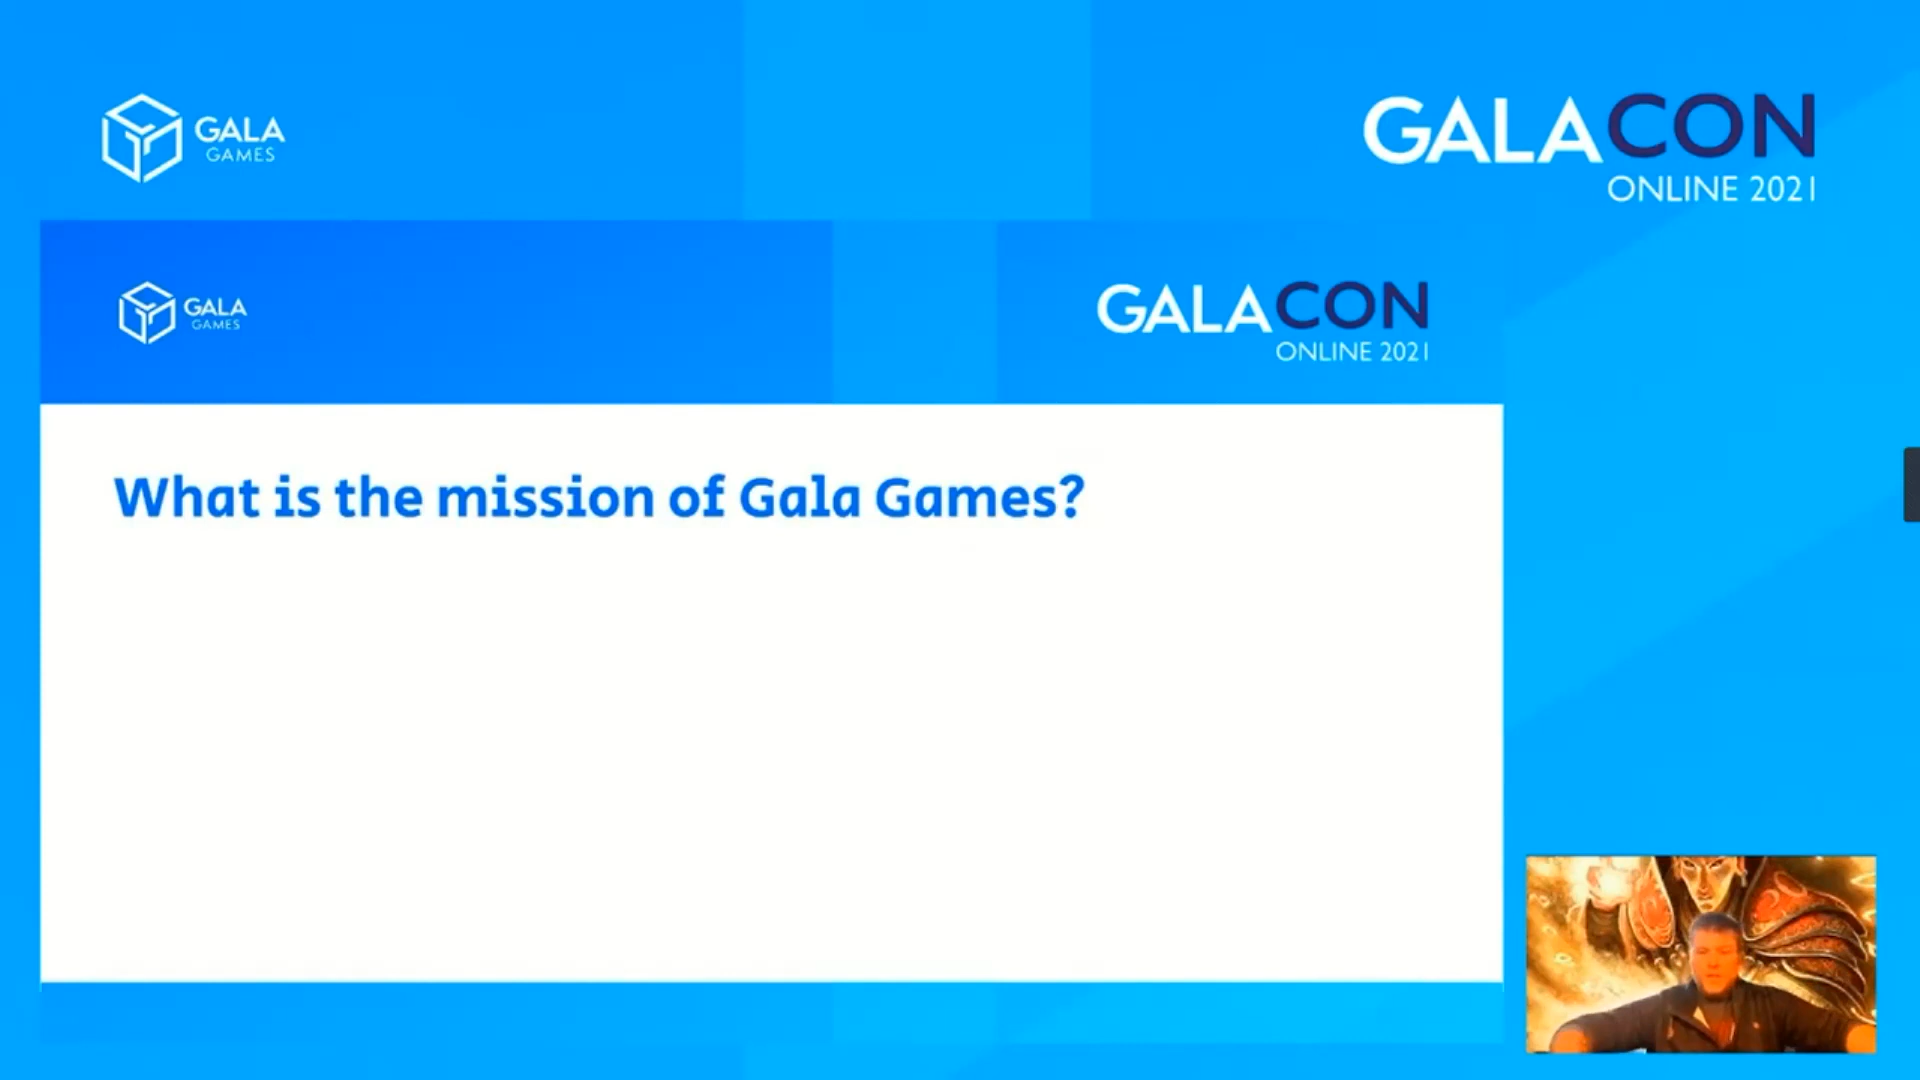 GALA
GAMES
GALACON
ONLINE 2021
GALA
GAMES
GALACON
ONLINE 2021
What is the mission of Gala Games?